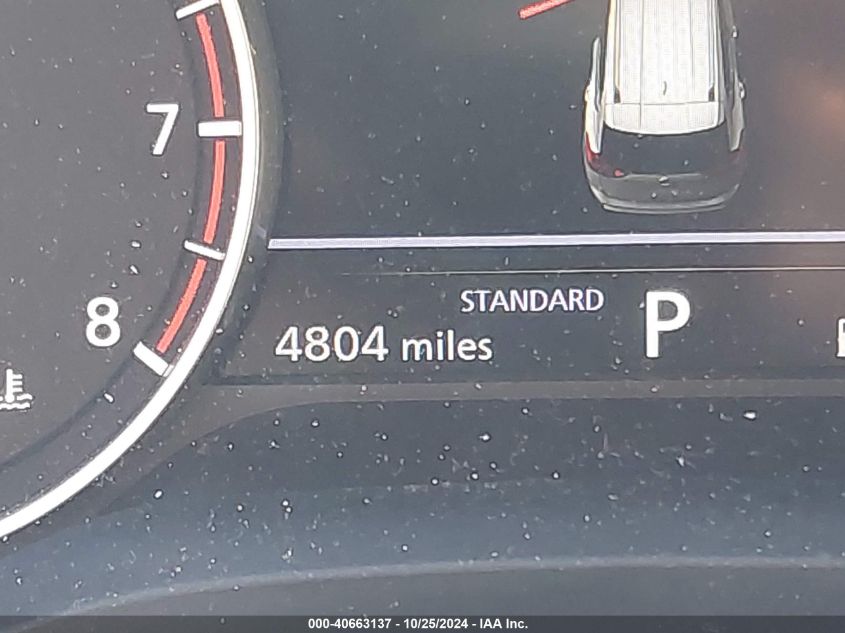 7
8
STANDARD
P
4804 miles
000-40663137 - 10/25/2024 - IAA Inc.